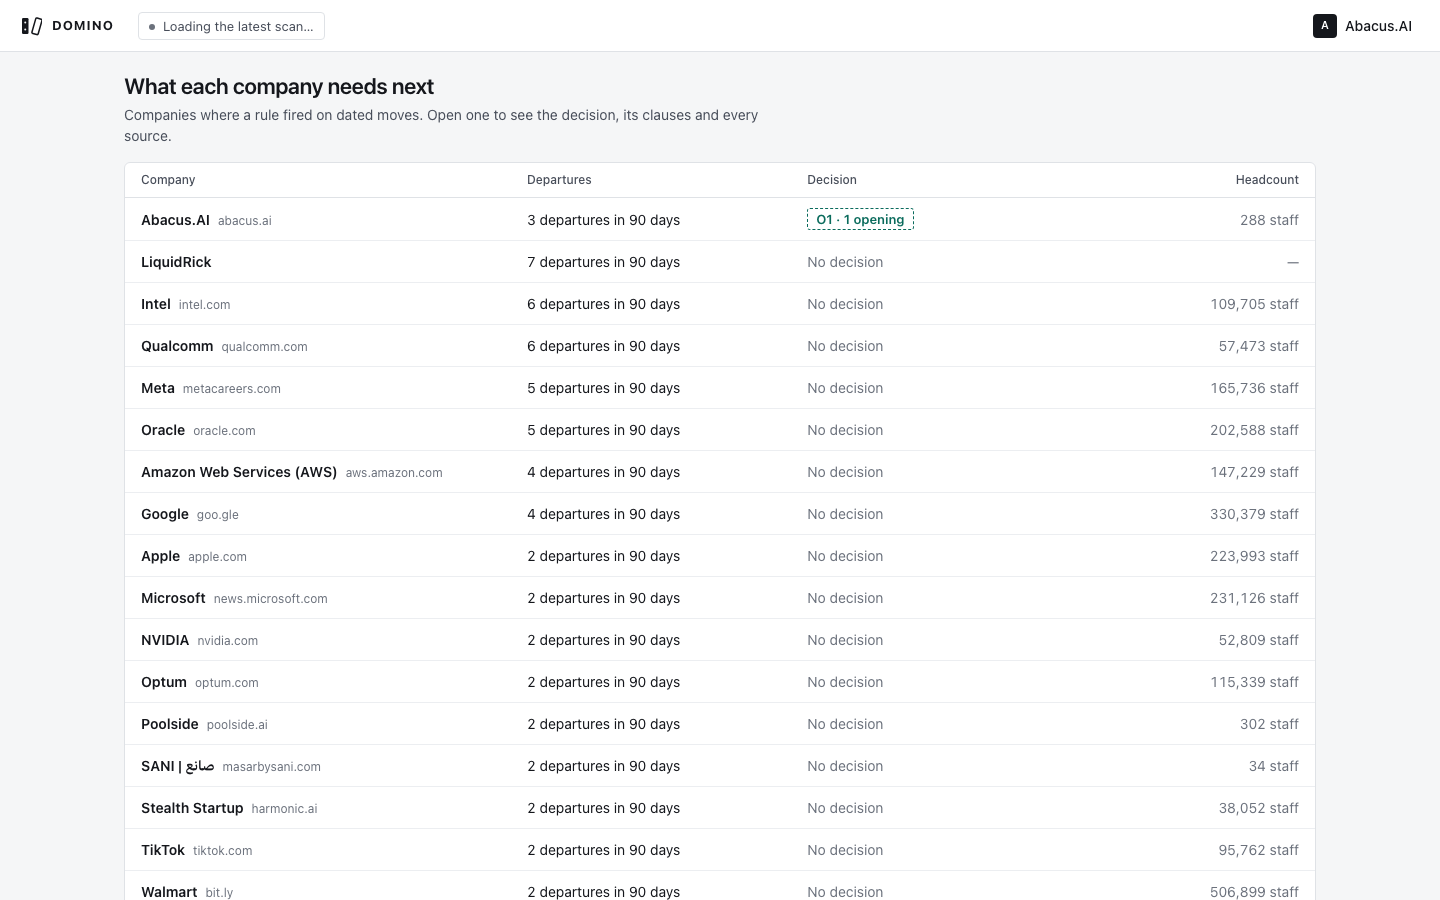 DOMINO
Loading the latest scan…
A
Abacus.AI
What each company needs next
Companies where a rule fired on dated moves. Open one to see the decision, its clauses and every
source.
Company Departures Decision Headcount
Abacus.AI abacus.ai 3 departures in 90 days O1 · 1 opening 288 staff
LiquidRick 7 departures in 90 days No decision —
Intel intel.com 6 departures in 90 days No decision 109,705 staff
Qualcomm qualcomm.com 6 departures in 90 days No decision 57,473 staff
Meta metacareers.com 5 departures in 90 days No decision 165,736 staff
Oracle oracle.com 5 departures in 90 days No decision 202,588 staff
Amazon Web Services (AWS) aws.amazon.com 4 departures in 90 days No decision 147,229 staff
Google goo.gle 4 departures in 90 days No decision 330,379 staff
Apple apple.com 2 departures in 90 days No decision 223,993 staff
Microsoft news.microsoft.com 2 departures in 90 days No decision 231,126 staff
NVIDIA nvidia.com 2 departures in 90 days No decision 52,809 staff
Optum optum.com 2 departures in 90 days No decision 115,339 staff
Poolside poolside.ai 2 departures in 90 days No decision 302 staff
SANI | صانع masarbysani.com 2 departures in 90 days No decision 34 staff
Stealth Startup harmonic.ai 2 departures in 90 days No decision 38,052 staff
TikTok tiktok.com 2 departures in 90 days No decision 95,762 staff
Walmart bit.ly 2 departures in 90 days No decision 506,899 staff